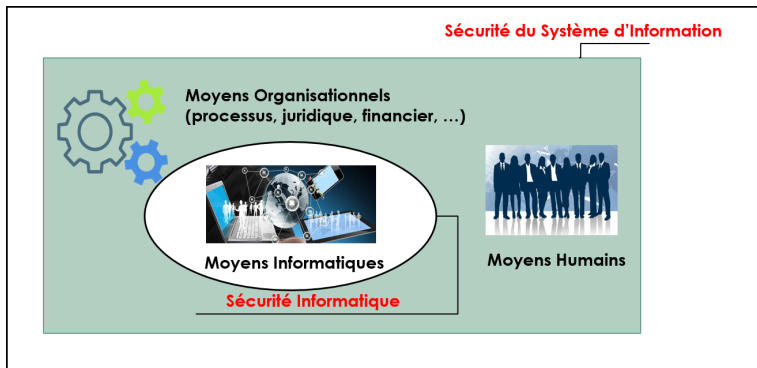 Sécurité du Système d’Information
Moyens Organisationnels
(processus, juridique, financier, …)
Moyens Informatiques
Moyens Humains
Sécurité Informatique